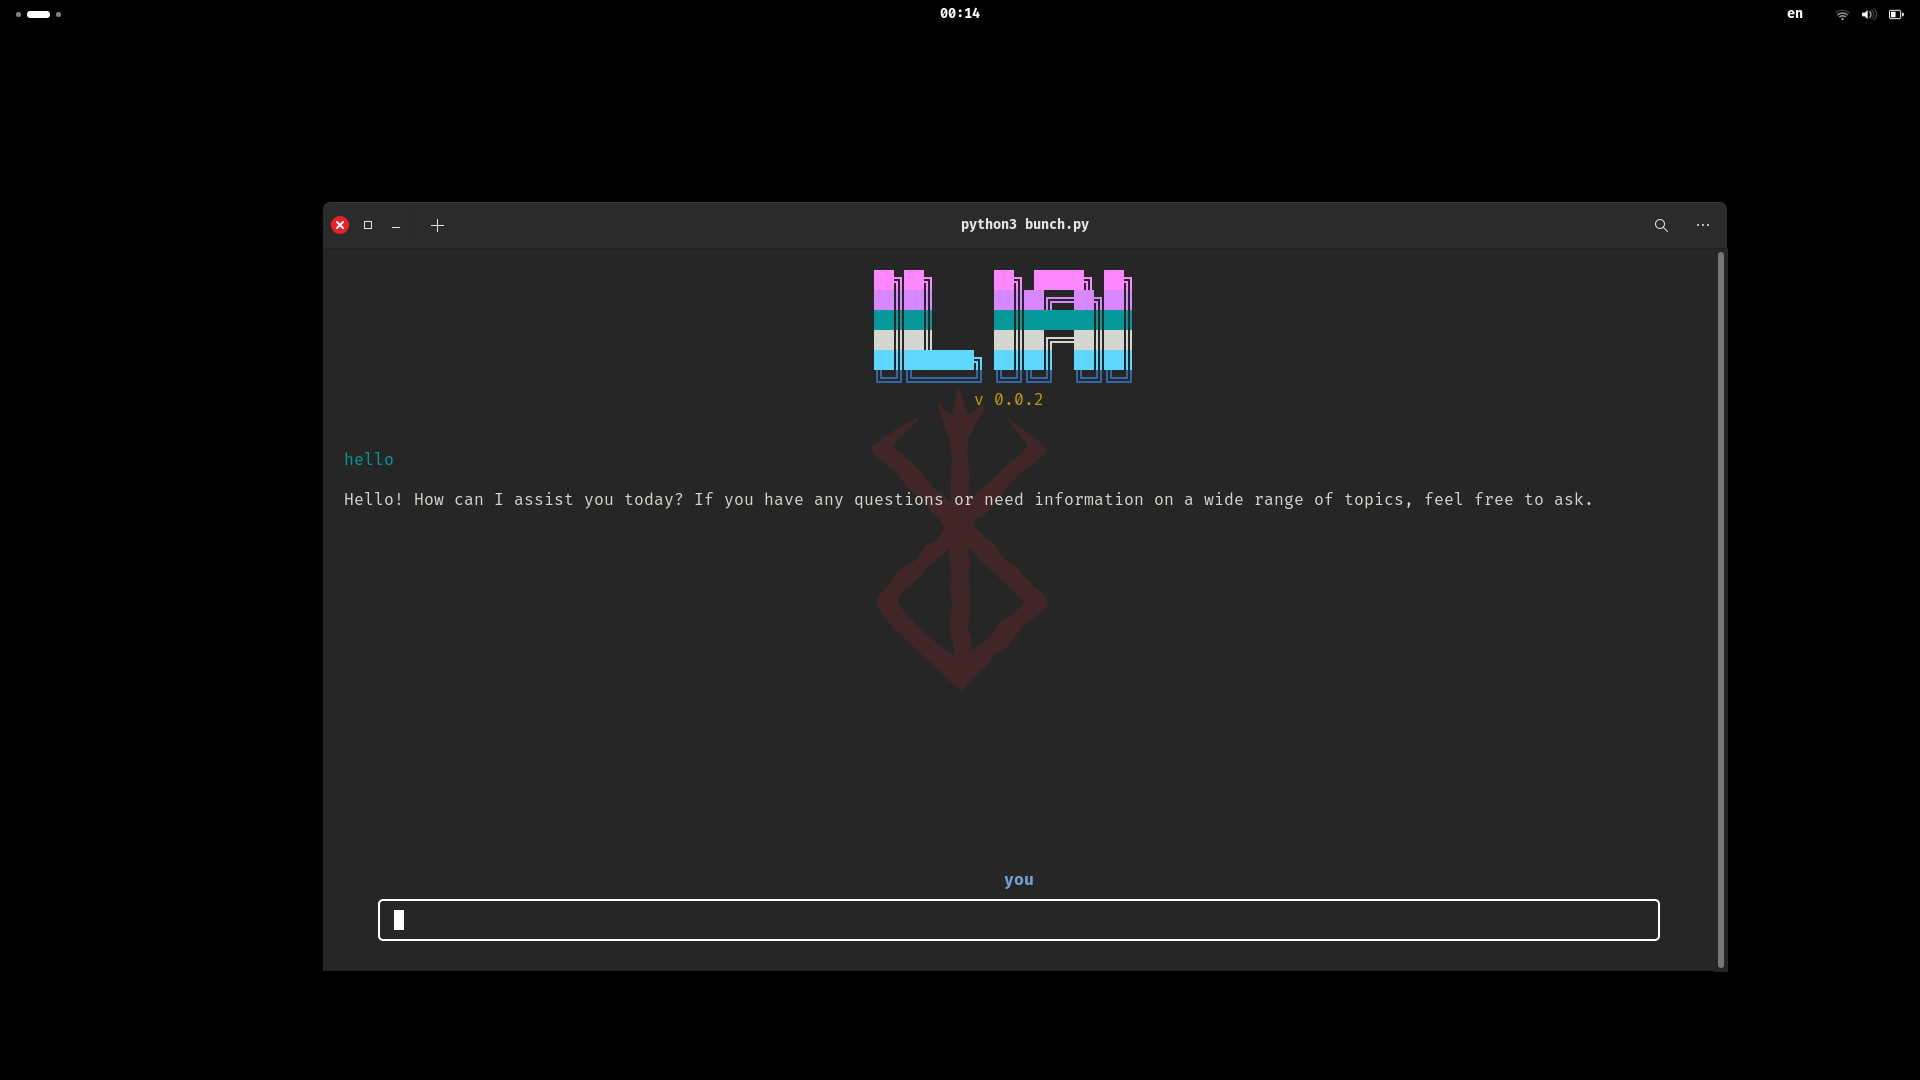 00:14
en
python3 bunch.py
v 0.0.2
hello
Hello! How can I assist you today? If you have any questions or need information on a wide range of topics, feel free to ask.
you